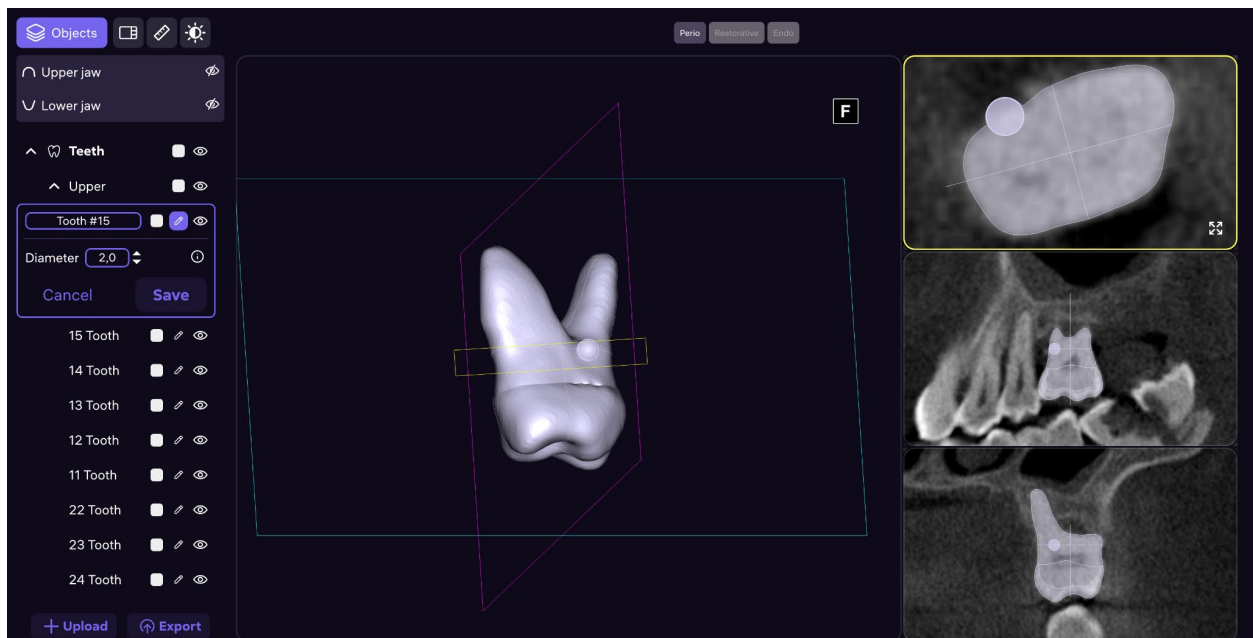 Objects
Perio Restorative Endo
Upper jaw
Lower jaw
Teeth
Upper
Tooth #15
Diameter 2,0
Cancel Save
15 Tooth
14 Tooth
13 Tooth
12 Tooth
11 Tooth
22 Tooth
23 Tooth
24 Tooth
Upload Export
F